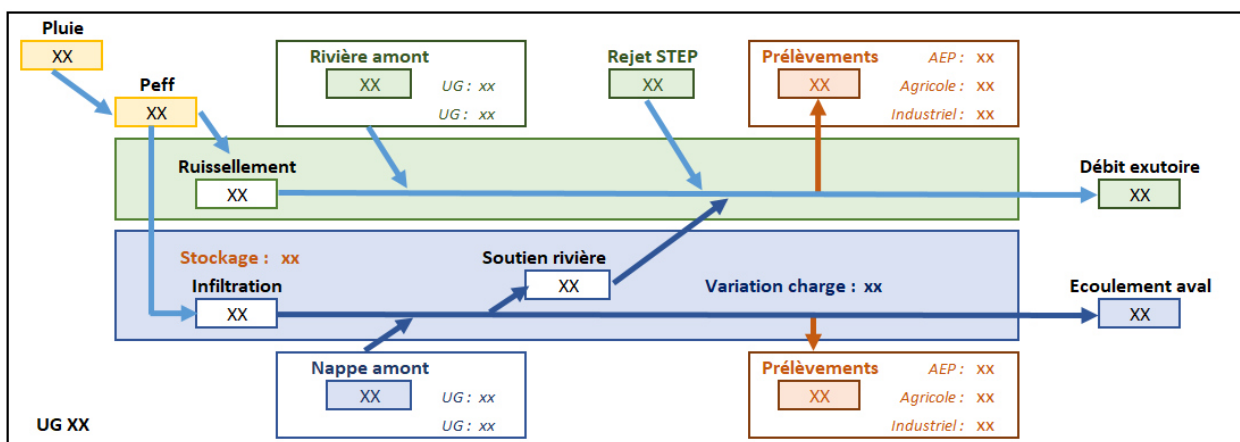 Pluie
XX
Peff
XX
Rivière amont
XX
UG : xx
UG : xx
Rejet STEP
XX
Prélèvements
XX
AEP : xx
Agricole : xx
Industriel : xx
Ruissellement
XX
Débit exutoire
XX
Stockage : xx
Infiltration
XX
Soutien rivière
XX
Variation charge : xx
Ecoulement aval
XX
Nappe amont
XX
UG : xx
UG : xx
Prélèvements
XX
AEP : xx
Agricole : xx
Industriel : xx
UG XX